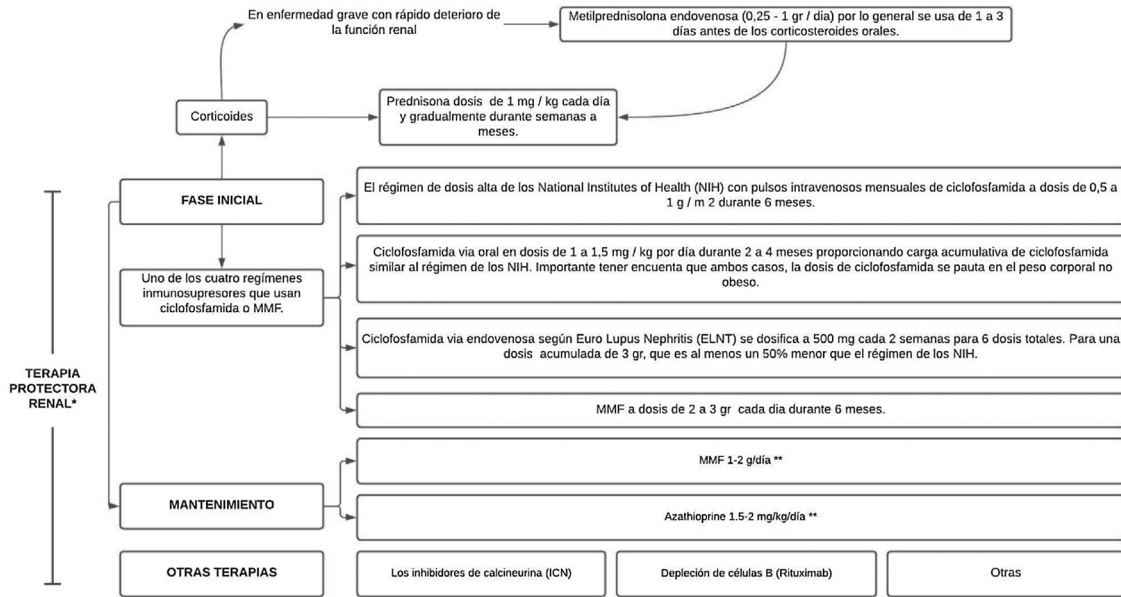 En enfermedad grave con rápido deterioro de
la función renal
Metilprednisolona endovenosa (0,25 - 1 gr / dia) por lo general se usa de 1 a 3
días antes de los corticosteroides orales.
Corticoides
Prednisona dosis de 1 mg / kg cada día
y gradualmente durante semanas a
meses.
FASE INICIAL
El régimen de dosis alta de los National Institutes of Health (NIH) con pulsos intravenosos mensuales de ciclofosfamida a dosis de 0,5 a
1 g / m 2 durante 6 meses.
Uno de los cuatro regímenes
inmunosupresores que usan
ciclofosfamida o MMF.
Ciclofosfamida via oral en dosis de 1 a 1,5 mg / kg por día durante 2 a 4 meses proporcionando carga acumulativa de ciclofosfamida
similar al régimen de los NIH. Importante tener encuenta que ambos casos, la dosis de ciclofosfamida se pauta en el peso corporal no
obeso.
Ciclofosfamida via endovenosa según Euro Lupus Nephritis (ELNT) se dosifica a 500 mg cada 2 semanas para 6 dosis totales. Para una
dosis acumulada de 3 gr, que es al menos un 50% menor que el régimen de los NIH.
MMF a dosis de 2 a 3 gr cada dia durante 6 meses.
TERAPIA
PROTECTORA
RENAL*
MANTENIMIENTO
MMF 1-2 g/día **
Azathioprine 1.5-2 mg/kg/día **
OTRAS TERAPIAS
Los inhibidores de calcineurina (ICN)
Depleción de células B (Rituximab)
Otras